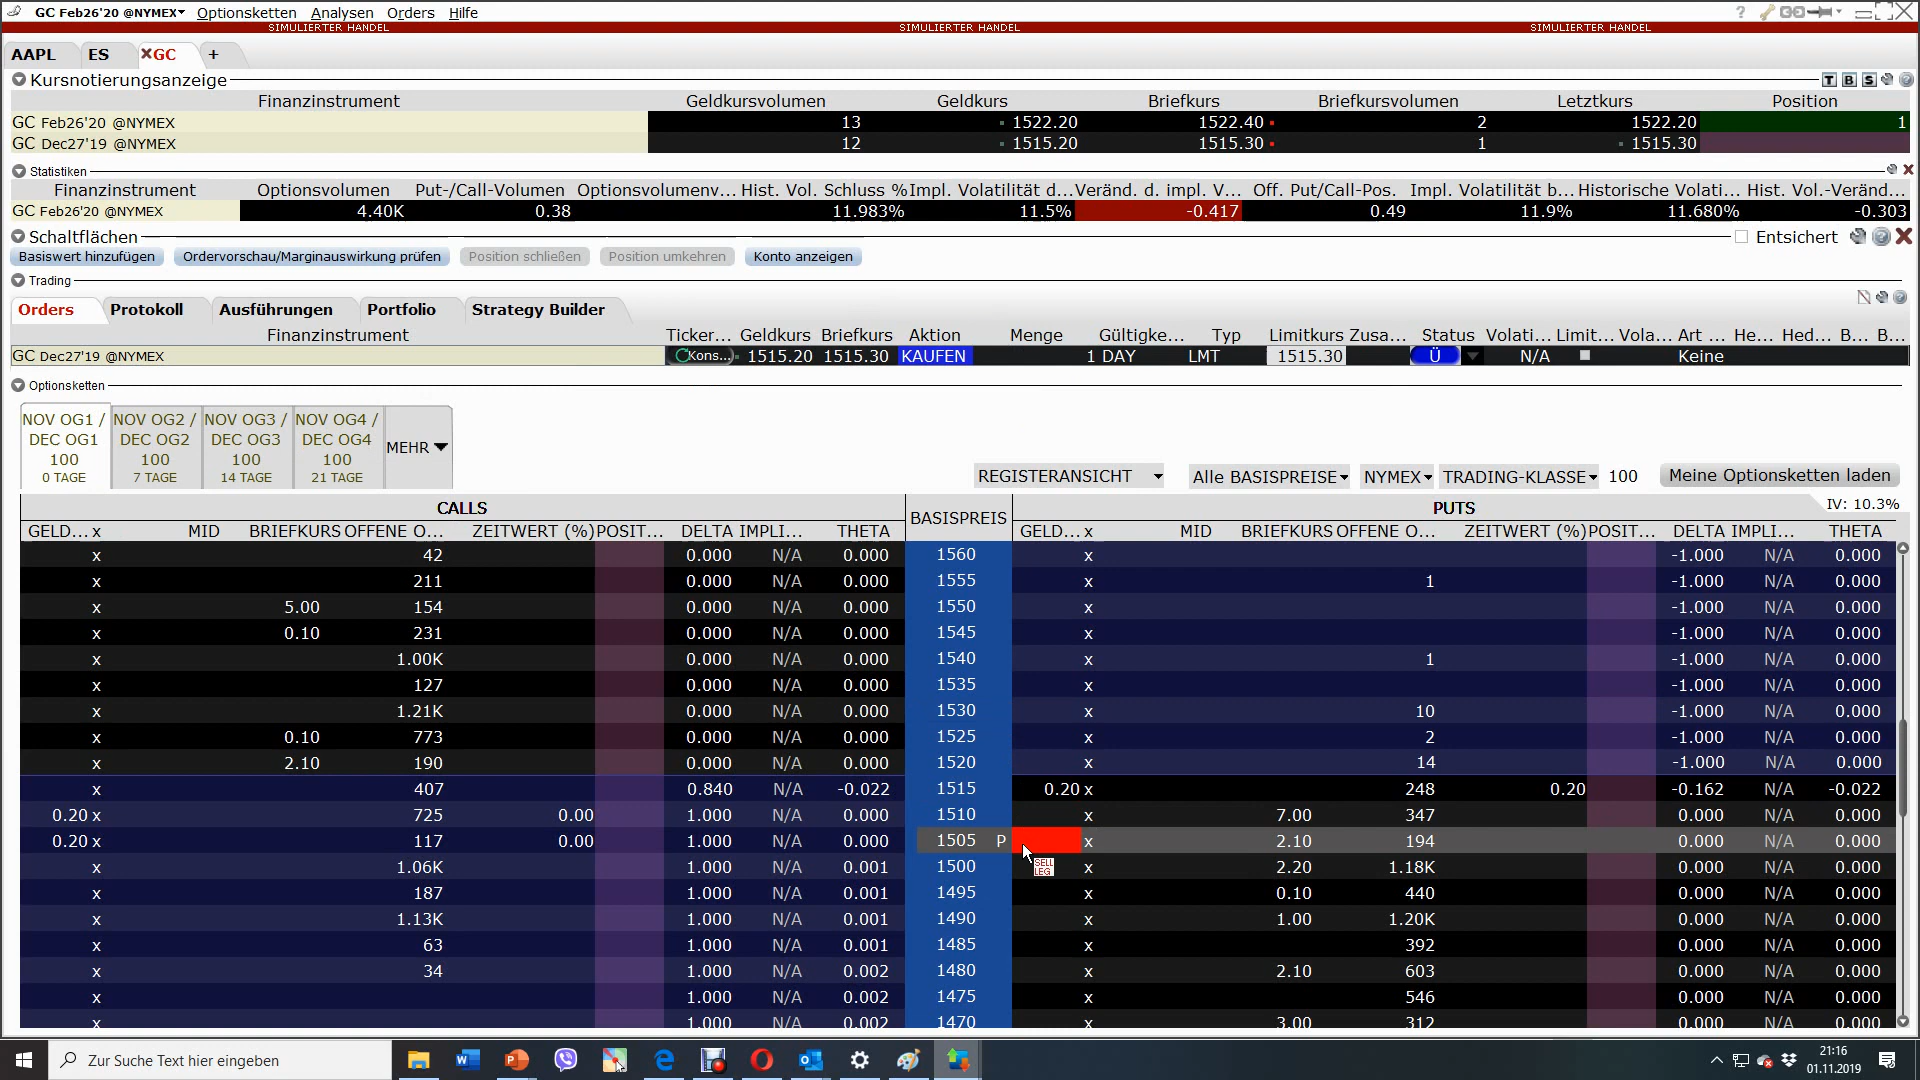 GC Feb26'20 @NYMEX Optionsketten Analysen Orders Hilfe
SIMULIERTER HANDEL SIMULIERTER HANDEL SIMULIERTER HANDEL
AAPL ES GC +
Kursnotierungsanzeige T B S
Finanzinstrument Geldkursvolumen Geldkurs Briefkurs Briefkursvolumen Letztkurs Position
GC Feb26'20 @NYMEX 13 1522.20 1522.40 2 1522.20 1
GC Dec27'19 @NYMEX 12 1515.20 1515.30 1 1515.30
Statistiken
Finanzinstrument Optionsvolumen Put-/Call-Volumen Optionsvolumenv... Hist. Vol. Schluss % Impl. Volatilität d... Veränd. d. impl. V... Off. Put/Call-Pos. Impl. Volatilität b... Historische Volati... Hist. Vol.-Veränd...
GC Feb26'20 @NYMEX 4.40K 0.38 11.983% 11.5% -0.417 0.49 11.9% 11.680% -0.303
Schaltflächen Entsichert
Basiswert hinzufügen Ordervorschau/Marginauswirkung prüfen Position schließen Position umkehren Konto anzeigen
Trading
Orders Protokoll Ausführungen Portfolio Strategy Builder
Finanzinstrument Ticker... Geldkurs Briefkurs Aktion Menge Gültigke... Typ Limitkurs Zusa... Status Volati... Limit... Vola... Art ... He... Hed... B... B...
GC Dec27'19 @NYMEX Kons... 1515.20 1515.30 KAUFEN 1 DAY LMT 1515.30 Ü N/A Keine
Optionsketten
NOV OG1 / NOV OG2 / NOV OG3 / NOV OG4 /
DEC OG1 DEC OG2 DEC OG3 DEC OG4 MEHR
100 100 100 100
0 TAGE 7 TAGE 14 TAGE 21 TAGE
REGISTERANSICHT Alle BASISPREISE NYMEX TRADING-KLASSE 100 Meine Optionsketten laden
IV: 10.3%
CALLS BASISPREIS PUTS
GELD... x MID BRIEFKURS OFFENE O... ZEITWERT (%) POSIT... DELTA IMPLI... THETA GELD... x MID BRIEFKURS OFFENE O... ZEITWERT (%) POSIT... DELTA IMPLI... THETA
x 42 0.000 N/A 0.000 1560 x -1.000 N/A 0.000
x 211 0.000 N/A 0.000 1555 x 1 -1.000 N/A 0.000
x 5.00 154 0.000 N/A 0.000 1550 x -1.000 N/A 0.000
x 0.10 231 0.000 N/A 0.000 1545 x -1.000 N/A 0.000
x 1.00K 0.000 N/A 0.000 1540 x 1 -1.000 N/A 0.000
x 127 0.000 N/A 0.000 1535 x -1.000 N/A 0.000
x 1.21K 0.000 N/A 0.000 1530 x 10 -1.000 N/A 0.000
x 0.10 773 0.000 N/A 0.000 1525 x 2 -1.000 N/A 0.000
x 2.10 190 0.000 N/A 0.000 1520 x 14 -1.000 N/A 0.000
x 407 0.840 N/A -0.022 1515 0.20 x 248 0.20 -0.162 N/A -0.022
0.20 x 725 0.00 1.000 N/A 0.000 1510 x 7.00 347 0.000 N/A 0.000
0.20 x 117 0.00 1.000 N/A 0.000 1505 P x 2.10 194 0.000 N/A 0.000
x 1.06K 1.000 N/A 0.001 1500 SELL LEG x 2.20 1.18K 0.000 N/A 0.000
x 187 1.000 N/A 0.001 1495 x 0.10 440 0.000 N/A 0.000
x 1.13K 1.000 N/A 0.001 1490 x 1.00 1.20K 0.000 N/A 0.000
x 63 1.000 N/A 0.001 1485 x 392 0.000 N/A 0.000
x 34 1.000 N/A 0.002 1480 x 2.10 603 0.000 N/A 0.000
x 1.000 N/A 0.002 1475 x 546 0.000 N/A 0.000
x 1.000 N/A 0.002 1470 x 3.00 312 0.000 N/A 0.000
Zur Suche Text hier eingeben
21:16
01.11.2019